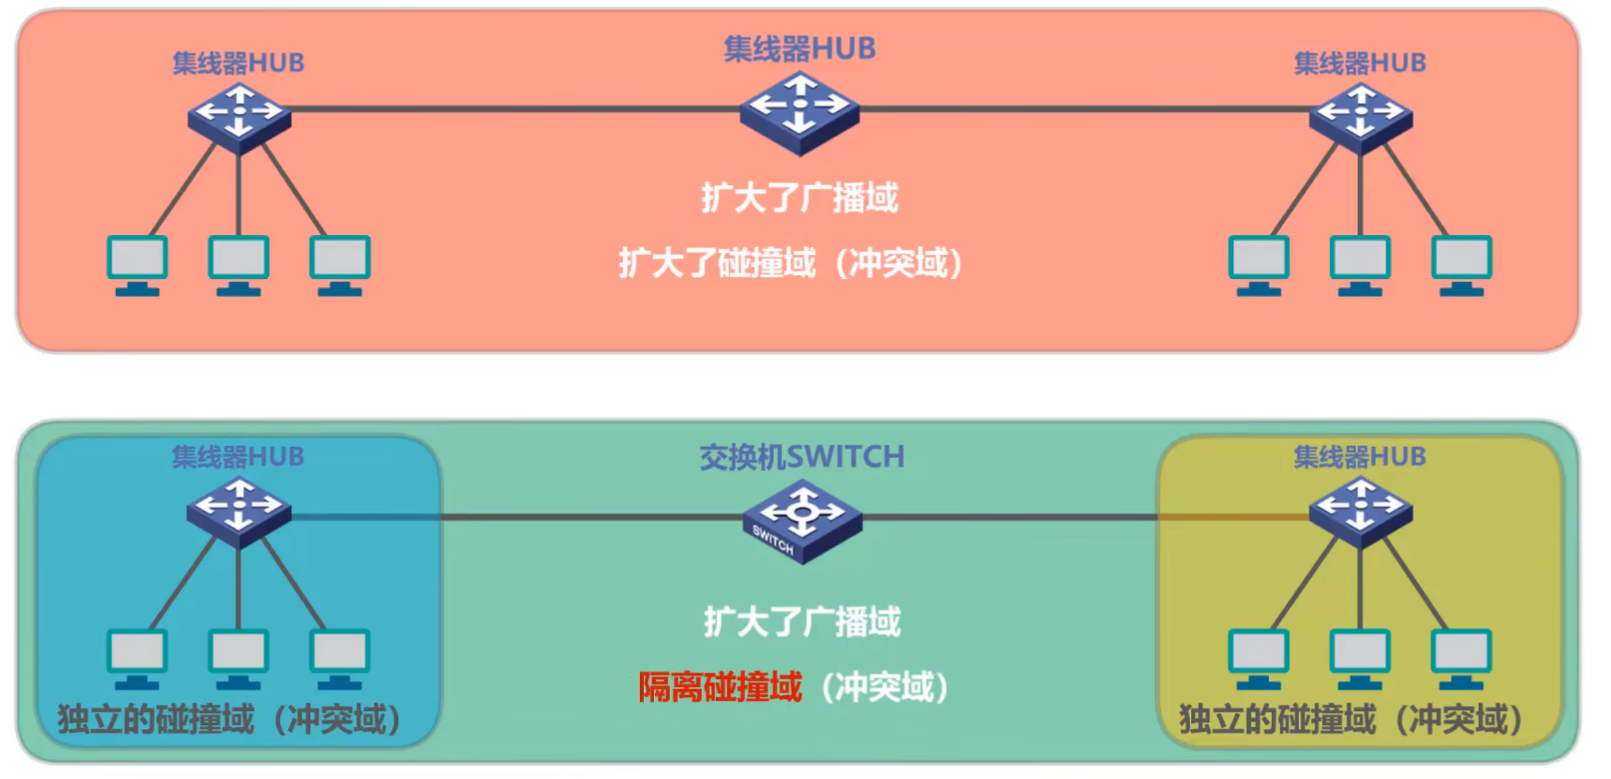 集线器HUB
集线器HUB
集线器HUB
扩大了广播域
扩大了碰撞域（冲突域）
集线器HUB
交换机SWITCH
集线器HUB
SWITCH
扩大了广播域
隔离碰撞域（冲突域）
独立的碰撞域（冲突域）
独立的碰撞域（冲突域）